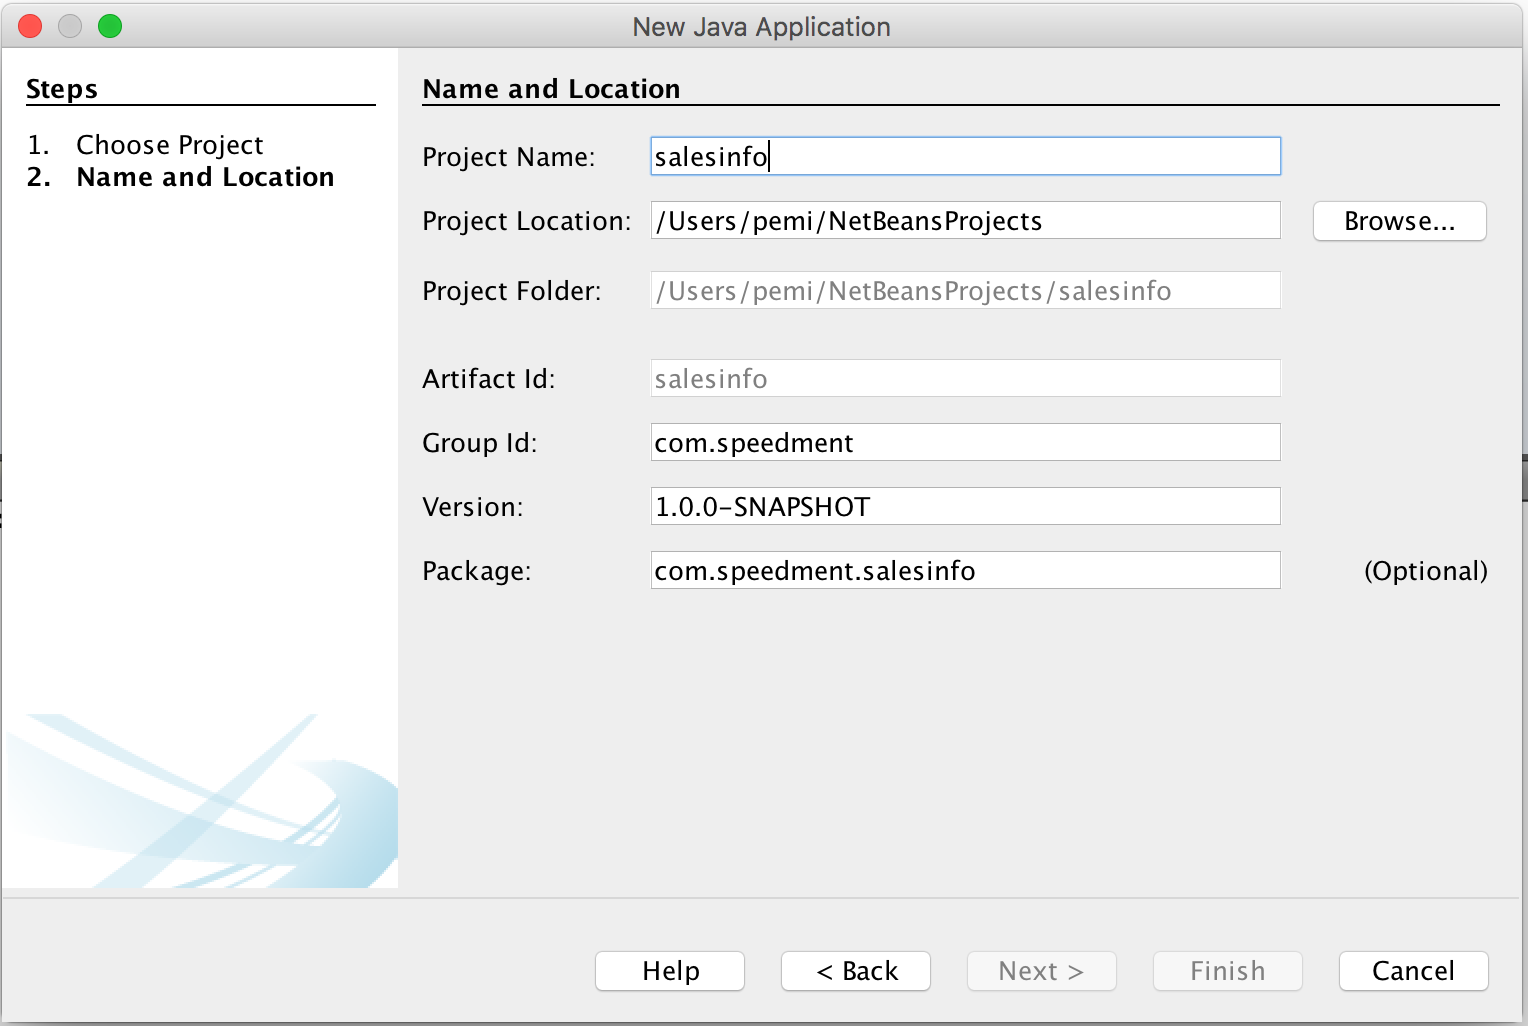 New Java Application
Steps
1. Choose Project
2. Name and Location
Name and Location
Project Name: salesinfo
Project Location: /Users/pemi/NetBeansProjects Browse...
Project Folder: /Users/pemi/NetBeansProjects/salesinfo
Artifact Id: salesinfo
Group Id: com.speedment
Version: 1.0.0-SNAPSHOT
Package: com.speedment.salesinfo (Optional)
Help < Back Next > Finish Cancel